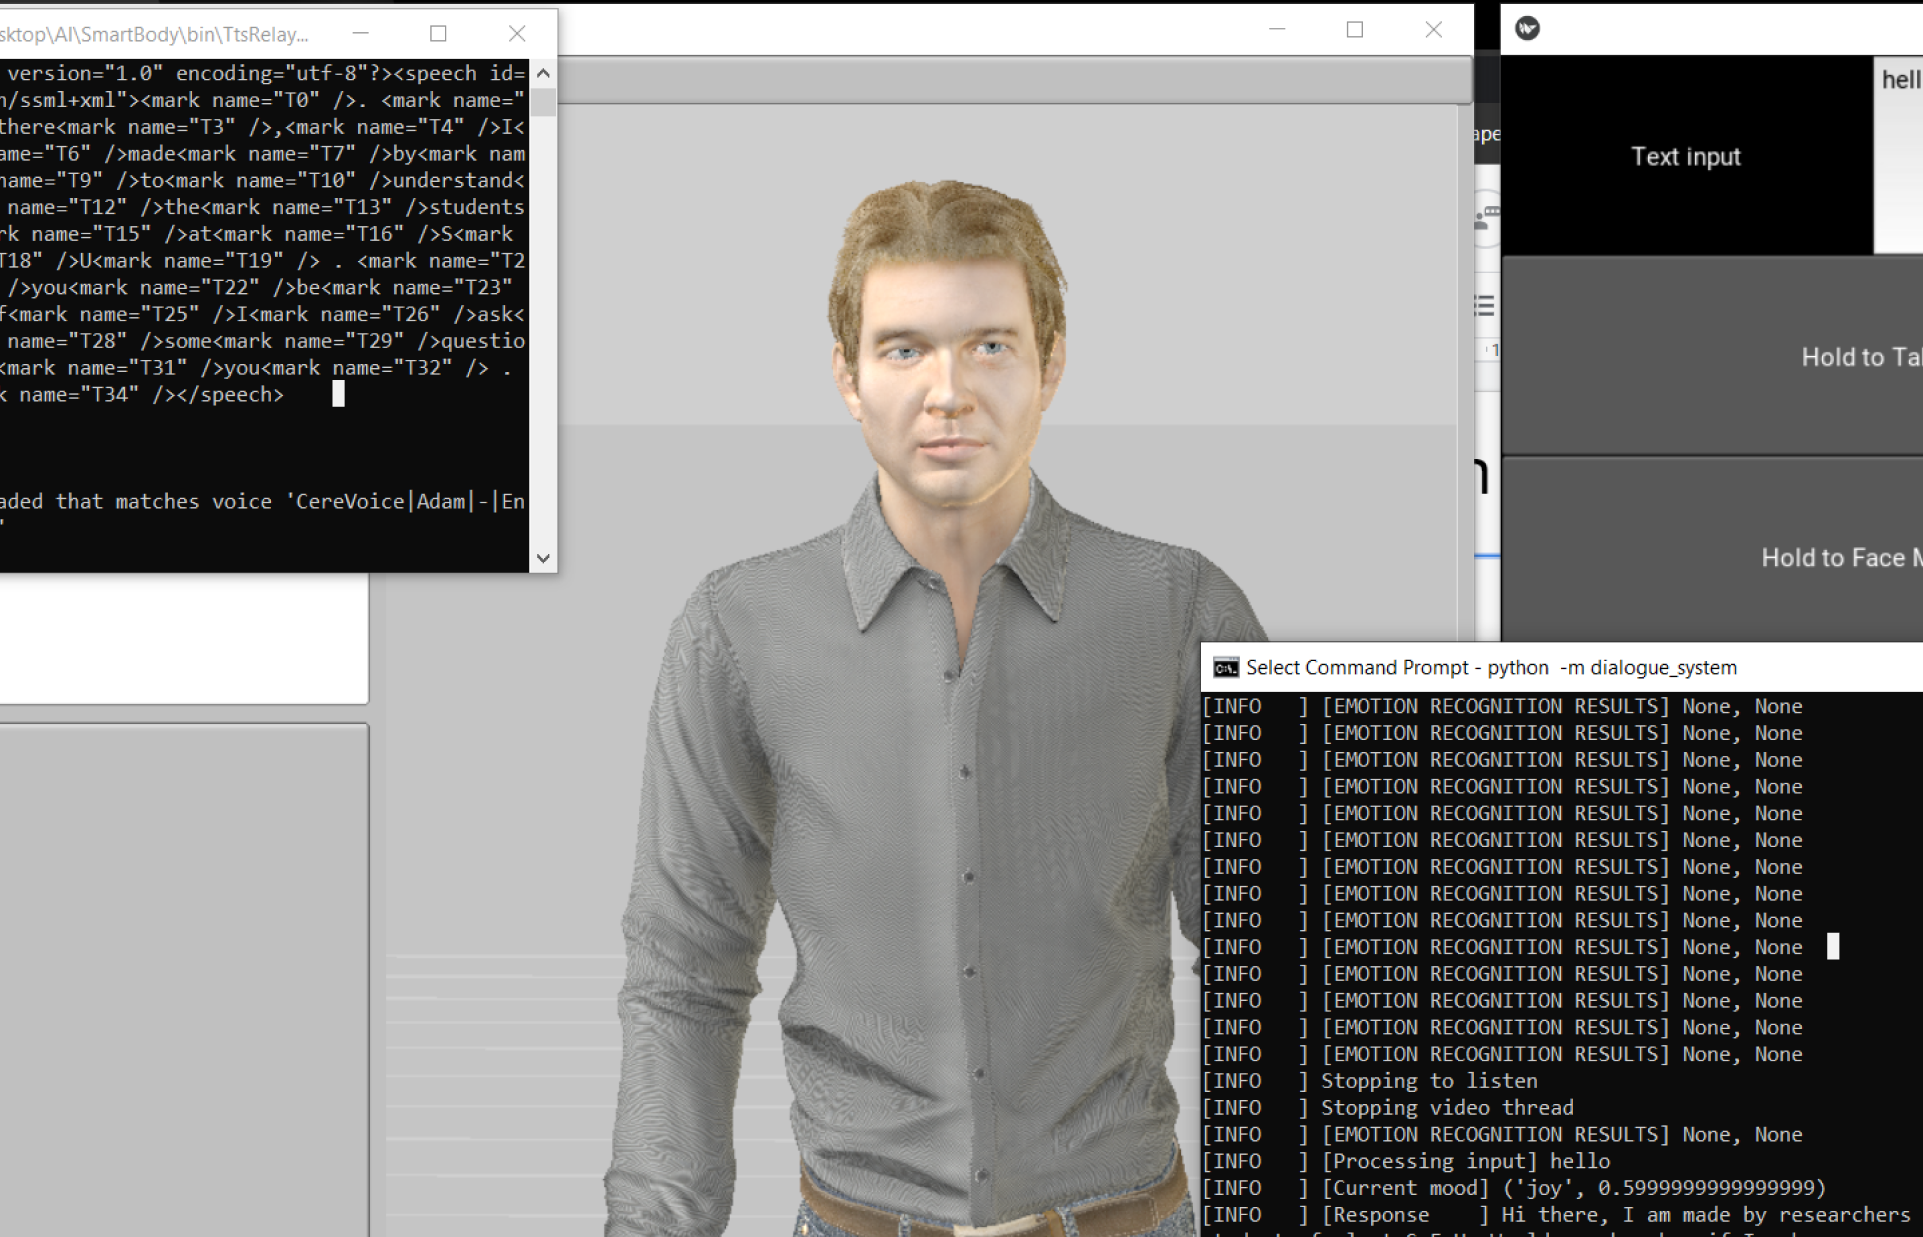 sktop\AI\SmartBody\bin\TtsRelay...
version="1.0" encoding="utf-8"?><speech id=
n/ssml+xml"><mark name="T0" />. <mark name="
there<mark name="T3" />,<mark name="T4" />I<
ame="T6" />made<mark name="T7" />by<mark nam
name="T9" />to<mark name="T10" />understand<
name="T12" />the<mark name="T13" />students
rk name="T15" />at<mark name="T16" />S<mark
T18" />U<mark name="T19" /> . <mark name="T2
/>you<mark name="T22" />be<mark name="T23"
f<mark name="T25" />I<mark name="T26" />ask<
name="T28" />some<mark name="T29" />questio
<mark name="T31" />you<mark name="T32" /> .
k name="T34" /></speech>
aded that matches voice 'CereVoice|Adam|-|En
'
ape
1
n
Text input
hell
Hold to Tal
Hold to Face M
Select Command Prompt - python -m dialogue_system
[INFO   ] [EMOTION RECOGNITION RESULTS] None, None
[INFO   ] [EMOTION RECOGNITION RESULTS] None, None
[INFO   ] [EMOTION RECOGNITION RESULTS] None, None
[INFO   ] [EMOTION RECOGNITION RESULTS] None, None
[INFO   ] [EMOTION RECOGNITION RESULTS] None, None
[INFO   ] [EMOTION RECOGNITION RESULTS] None, None
[INFO   ] [EMOTION RECOGNITION RESULTS] None, None
[INFO   ] [EMOTION RECOGNITION RESULTS] None, None
[INFO   ] [EMOTION RECOGNITION RESULTS] None, None
[INFO   ] [EMOTION RECOGNITION RESULTS] None, None
[INFO   ] [EMOTION RECOGNITION RESULTS] None, None
[INFO   ] [EMOTION RECOGNITION RESULTS] None, None
[INFO   ] [EMOTION RECOGNITION RESULTS] None, None
[INFO   ] [EMOTION RECOGNITION RESULTS] None, None
[INFO   ] Stopping to listen
[INFO   ] Stopping video thread
[INFO   ] [EMOTION RECOGNITION RESULTS] None, None
[INFO   ] [Processing input] hello
[INFO   ] [Current mood] ('joy', 0.5999999999999999)
[INFO   ] [Response    ] Hi there, I am made by researchers